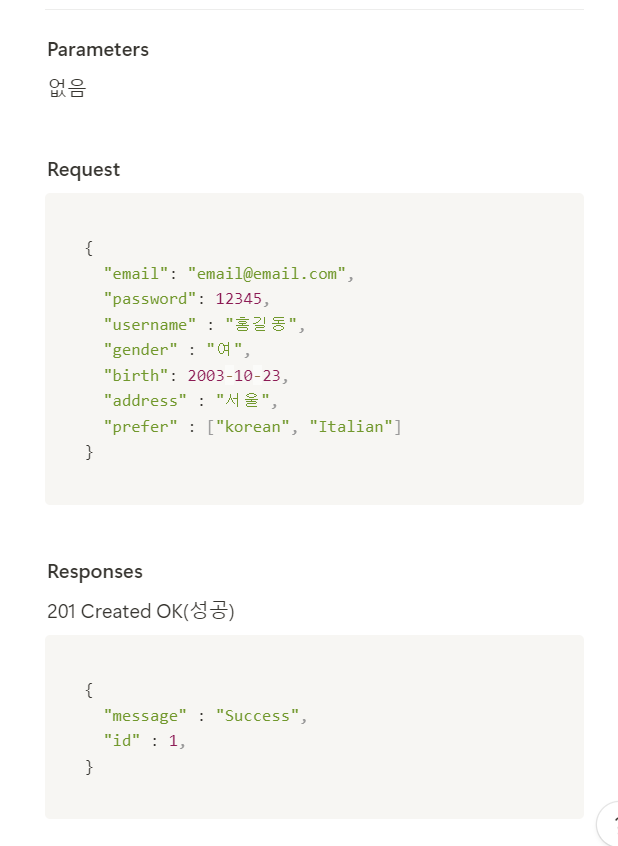 Parameters
없음
Request
{
"email": "email@email.com",
"password": 12345,
"username" : "홍길동",
"gender" : "여",
"birth": 2003-10-23,
"address" : "서울",
"prefer" : ["korean", "Italian"]
}
Responses
201 Created OK(성공)
{
"message" : "Success",
"id" : 1,
}